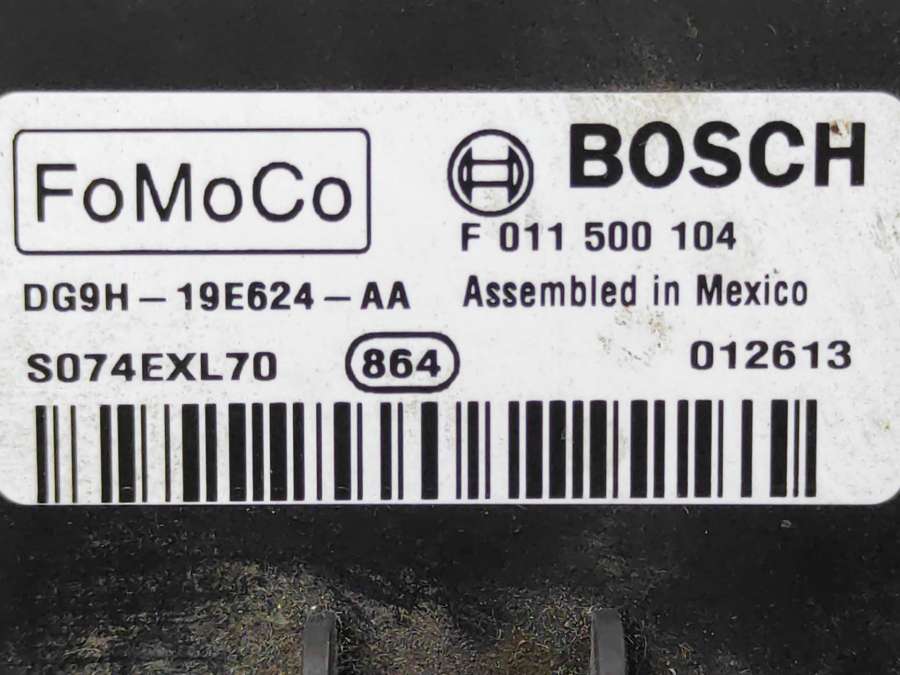 FoMoCo
BOSCH
F 011 500 104
DG9H-19E624-AA
Assembled in Mexico
S074EXL70
864
012613